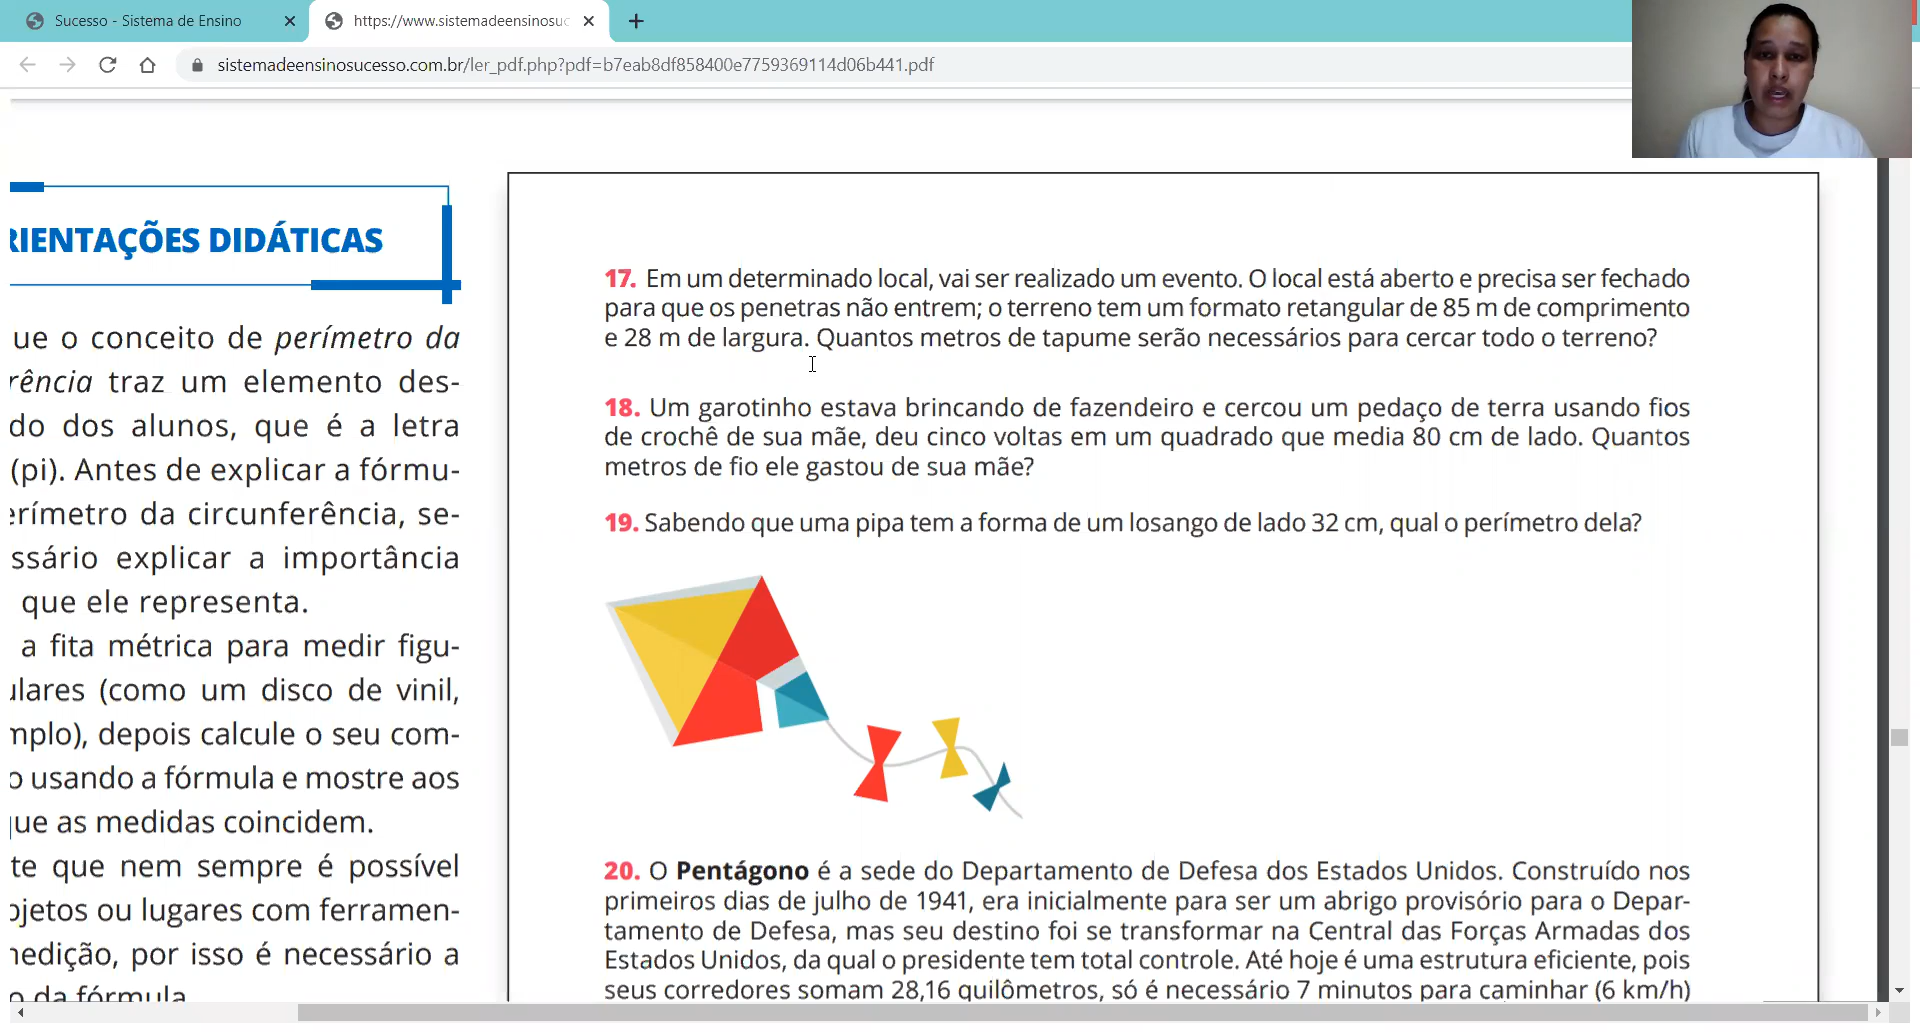 Sucesso - Sistema de Ensino
https://www.sistemadeensinosuc
sistemadeensinosucesso.com.br/ler_pdf.php?pdf=b7eab8df858400e7759369114d06b441.pdf
RIENTAÇÕES DIDÁTICAS
ue o conceito de perímetro da
rência traz um elemento des-
do dos alunos, que é a letra
(pi). Antes de explicar a fórmu-
erímetro da circunferência, se-
ssário explicar a importância
que ele representa.
a fita métrica para medir figu-
ulares (como um disco de vinil,
mplo), depois calcule o seu com-
o usando a fórmula e mostre aos
que as medidas coincidem.
te que nem sempre é possível
objetos ou lugares com ferramen-
medição, por isso é necessário a
o da fórmula.
17. Em um determinado local, vai ser realizado um evento. O local está aberto e precisa ser fechado
para que os penetras não entrem; o terreno tem um formato retangular de 85 m de comprimento
e 28 m de largura. Quantos metros de tapume serão necessários para cercar todo o terreno?
18. Um garotinho estava brincando de fazendeiro e cercou um pedaço de terra usando fios
de crochê de sua mãe, deu cinco voltas em um quadrado que media 80 cm de lado. Quantos
metros de fio ele gastou de sua mãe?
19. Sabendo que uma pipa tem a forma de um losango de lado 32 cm, qual o perímetro dela?
20. O Pentágono é a sede do Departamento de Defesa dos Estados Unidos. Construído nos
primeiros dias de julho de 1941, era inicialmente para ser um abrigo provisório para o Depar-
tamento de Defesa, mas seu destino foi se transformar na Central das Forças Armadas dos
Estados Unidos, da qual o presidente tem total controle. Até hoje é uma estrutura eficiente, pois
seus corredores somam 28,16 quilômetros, só é necessário 7 minutos para caminhar (6 km/h)